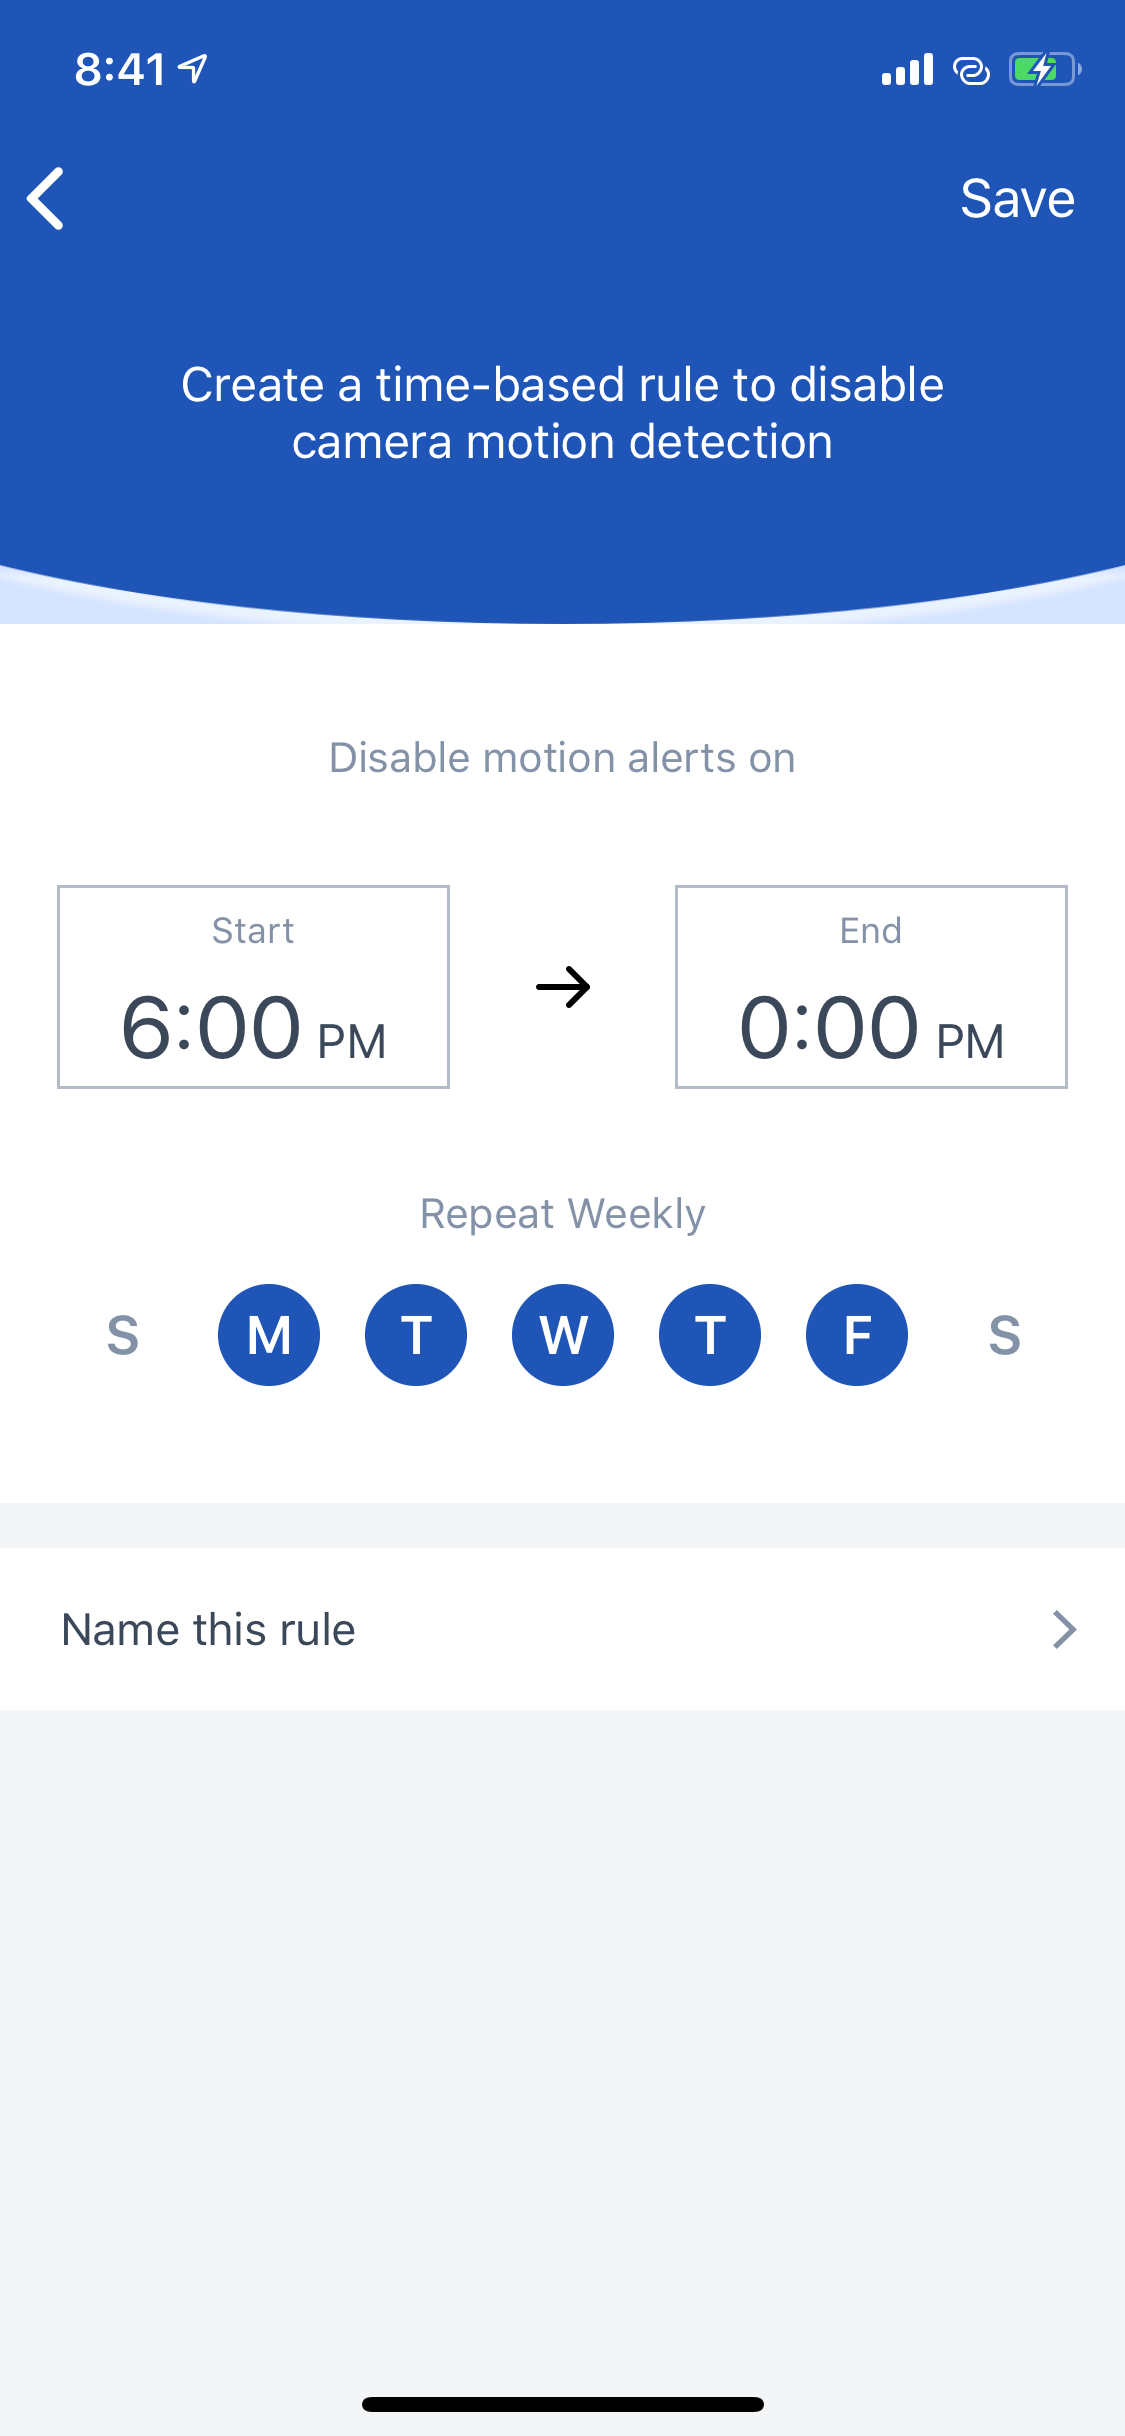 8:41
Save
Create a time-based rule to disable
camera motion detection
Disable motion alerts on
Start
6:00 PM
End
0:00 PM
Repeat Weekly
S M T W T F S
Name this rule